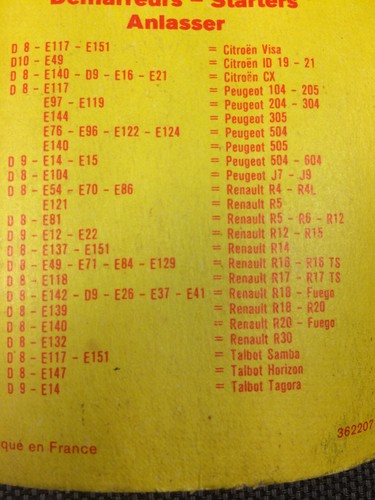 Démarreurs - Starters
Anlasser
D 8 - E117 - E151 = Citroën Visa
D10 - E49 = Citroën ID 19 - 21
D 8 - E140 - D9 - E16 - E21 = Citroën CX
D 8 - E117 = Peugeot 104 - 205
E97 - E119 = Peugeot 204 - 304
E144 = Peugeot 305
E76 - E96 - E122 - E124 = Peugeot 504
E140 = Peugeot 505
D 9 - E14 - E15 = Peugeot 504 - 604
D 8 - E104 = Peugeot J7 - J9
D 8 - E54 - E70 - E86 = Renault R4 - R4L
E121 = Renault R5
D 8 - E81 = Renault R5 - R6 - R12
D 9 - E12 - E22 = Renault R12 - R15
D 8 - E137 - E151 = Renault R14
D 8 - E49 - E71 - E84 - E129 = Renault R16 - R16 TS
D 8 - E118 = Renault R17 - R17 TS
D 8 - E142 - D9 - E26 - E37 - E41 = Renault R18 - Fuego
D 8 - E139 = Renault R18 - R20
D 8 - E140 = Renault R20 - Fuego
D 8 - E132 = Renault R30
D 8 - E117 - E151 = Talbot Samba
D 8 - E147 = Talbot Horizon
D 9 - E14 = Talbot Tagora
qué en France
362207